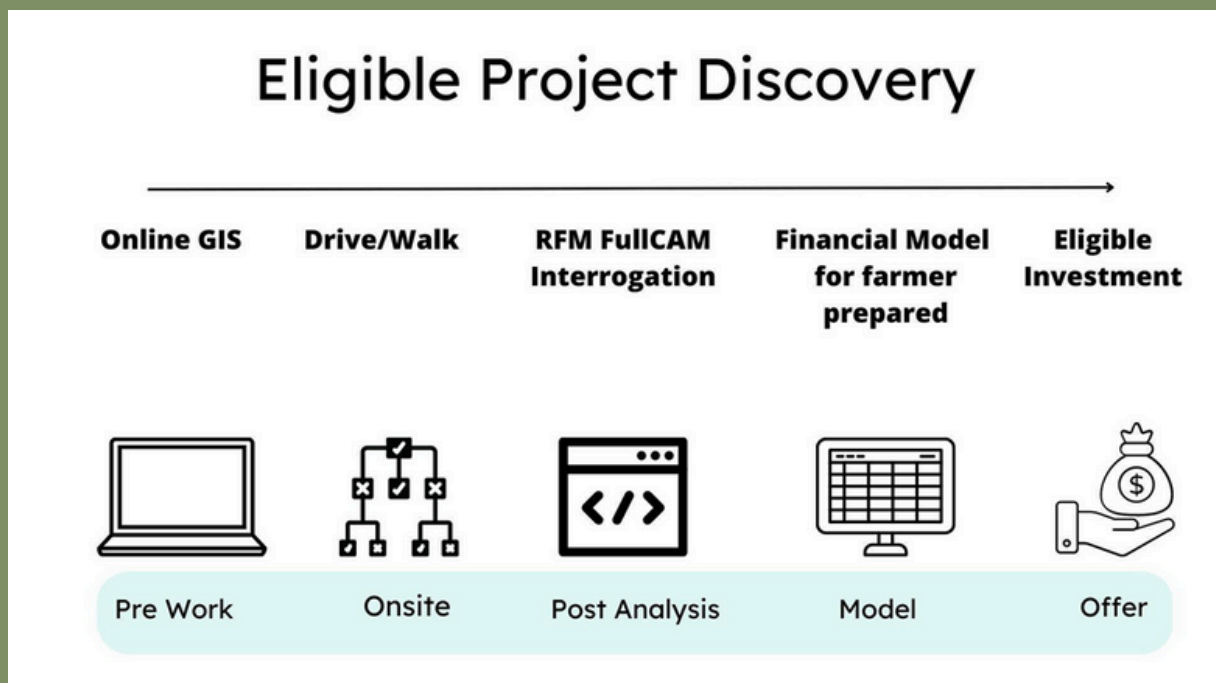 Eligible Project Discovery
Online GIS
Drive/Walk
RFM FullCAM
Interrogation
Financial Model
for farmer
prepared
Eligible
Investment
</>
$
Pre Work
Onsite
Post Analysis
Model
Offer